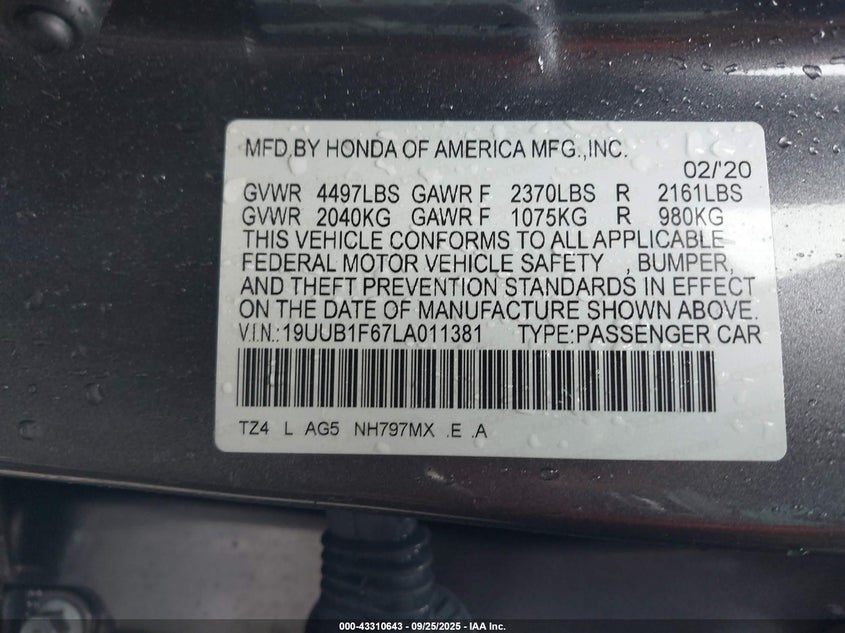 MFD.BY HONDA OF AMERICA MFG.,INC.
02/'20
GVWR 4497LBS GAWR F 2370LBS R 2161LBS
GVWR 2040KG GAWR F 1075KG R 980KG
THIS VEHICLE CONFORMS TO ALL APPLICABLE
FEDERAL MOTOR VEHICLE SAFETY , BUMPER,
AND THEFT PREVENTION STANDARDS IN EFFECT
ON THE DATE OF MANUFACTURE SHOWN ABOVE.
V.I.N.:19UUB1F67LA011381 TYPE:PASSENGER CAR
TZ4 L AG5 NH797MX .E .A
000-43310643 - 09/25/2025 - IAA Inc.